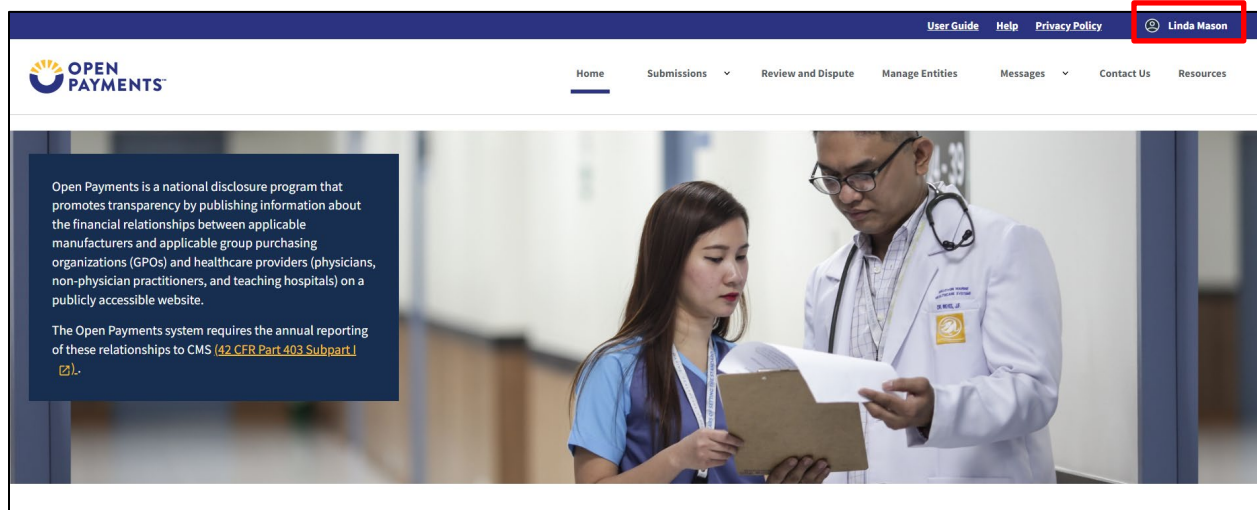 User Guide Help Privacy Policy Linda Mason
OPEN
PAYMENTS
Home Submissions Review and Dispute Manage Entities Messages Contact Us Resources
Open Payments is a national disclosure program that
promotes transparency by publishing information about
the financial relationships between applicable
manufacturers and applicable group purchasing
organizations (GPOs) and healthcare providers (physicians,
non-physician practitioners, and teaching hospitals) on a
publicly accessible website.
The Open Payments system requires the annual reporting
of these relationships to CMS (42 CFR Part 403 Subpart I
).